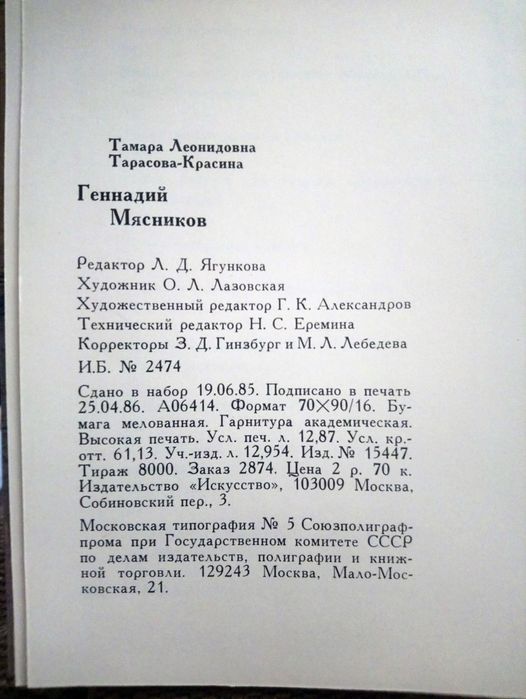 Тамара Леонидовна
Тарасова-Красина
Геннадий
Мясников
Редактор Л. Д. Ягункова
Художник О. Л. Лазовская
Художественный редактор Г. К. Александров
Технический редактор Н. С. Еремина
Корректоры З. Д. Гинзбург и М. Л. Лебедева
И.Б. № 2474
Сдано в набор 19.06.85. Подписано в печать
25.04.86. А06414. Формат 70×90/16. Бу-
мага мелованная. Гарнитура академическая.
Высокая печать. Усл. печ. л. 12,87. Усл. кр.-
отт. 61,13. Уч.-изд. л. 12,954. Изд. № 15447.
Тираж 8000. Заказ 2874. Цена 2 р. 70 к.
Издательство «Искусство», 103009 Москва,
Собиновский пер., 3.
Московская типография № 5 Союзполиграф-
прома при Государственном комитете СССР
по делам издательств, полиграфии и книж-
ной торговли. 129243 Москва, Мало-Мос-
ковская, 21.